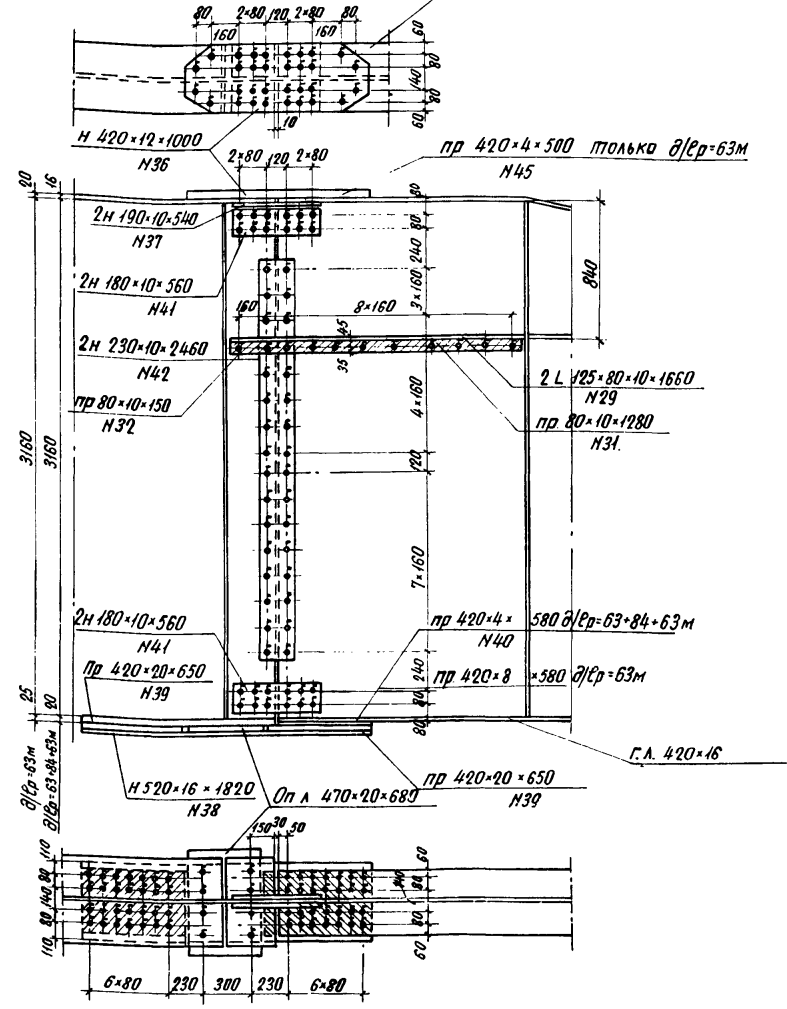 80 2×80 120 2×80 80
160 160
60
80
140
80
60
10
Н 420×12×1000
N36
2×80 120 2×80
пр 420×4×500 только д/ℓр=63м
N45
20 16
80
80
240
3×160
840
2н 190×10×540
N37
2н 180×10×560
N41
160 8×160
45
35
2н 230×10×2460
N42
2 L 125×80×10×1660
N29
пр 80×10×150
N32
пр 80×10×1280
N31.
4×160
120
3160 3160
7×160
2н 180×10×560
N41
пр 420×4× 580 д/ℓр=63+84+63м
N40
Пр 420×20×650
N39
240
пр 420×8 ×580 д/ℓр=63м
25 20
80
80
Г.Л. 420×16
д/ℓр=63м
д/ℓр=63+84+63м
Н 520×16×1820
N38
Оп л 470×20×680
пр 420×20×650
N39
150 30 50
110
80
140
80
110
60
80
80
60
6×80 230 300 230 6×80